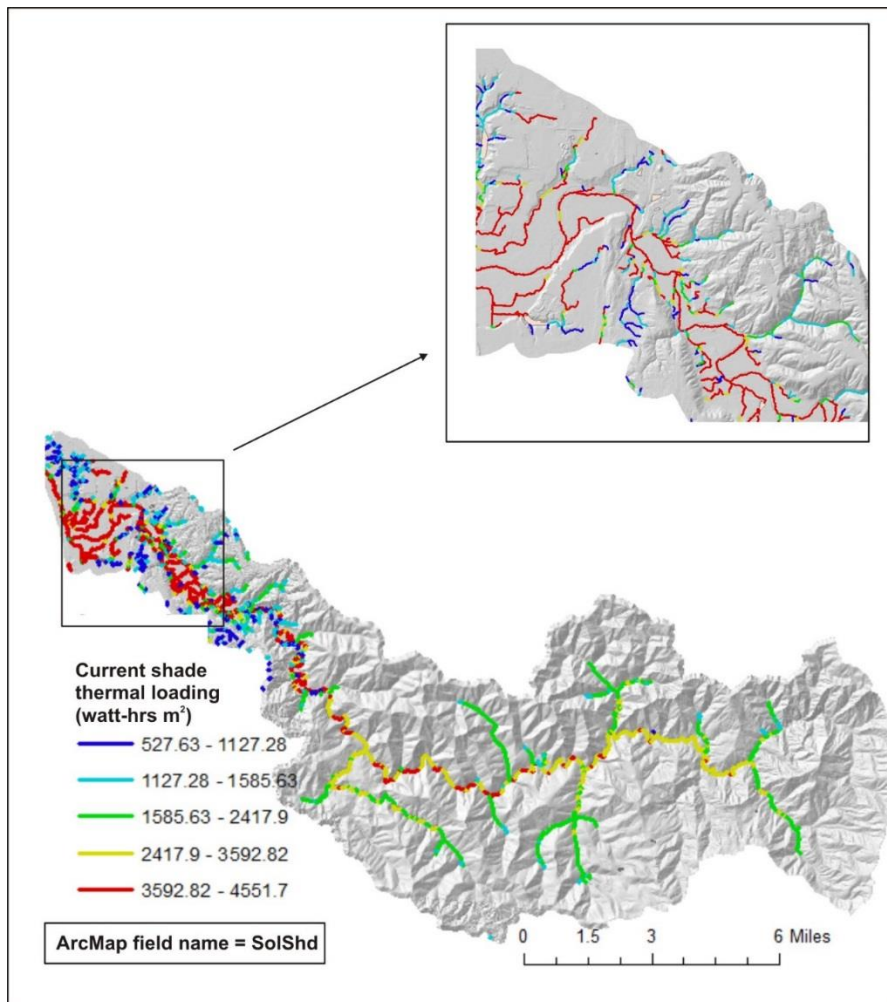 Current shade
thermal loading
(watt-hrs m²)
527.63 - 1127.28
1127.28 - 1585.63
1585.63 - 2417.9
2417.9 - 3592.82
3592.82 - 4551.7
ArcMap field name = SolShd
0 1.5 3 6 Miles